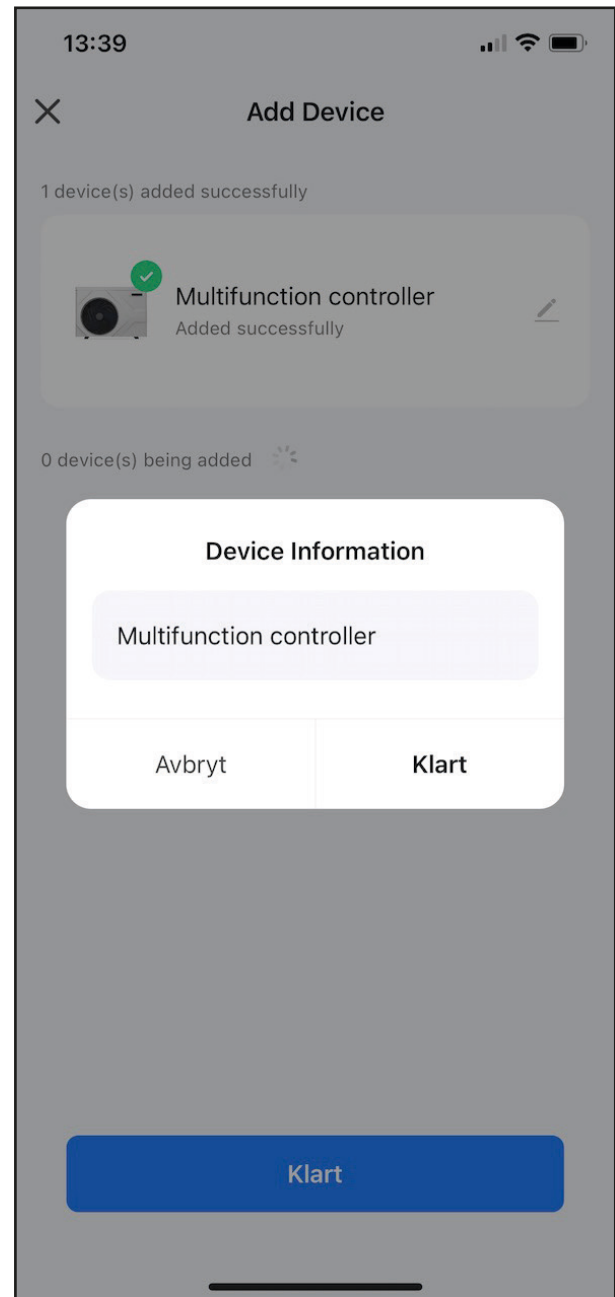 13:39
Add Device
1 device(s) added successfully
Multifunction controller
Added successfully
0 device(s) being added
Device Information
Multifunction controller
Avbryt
Klart
Klart